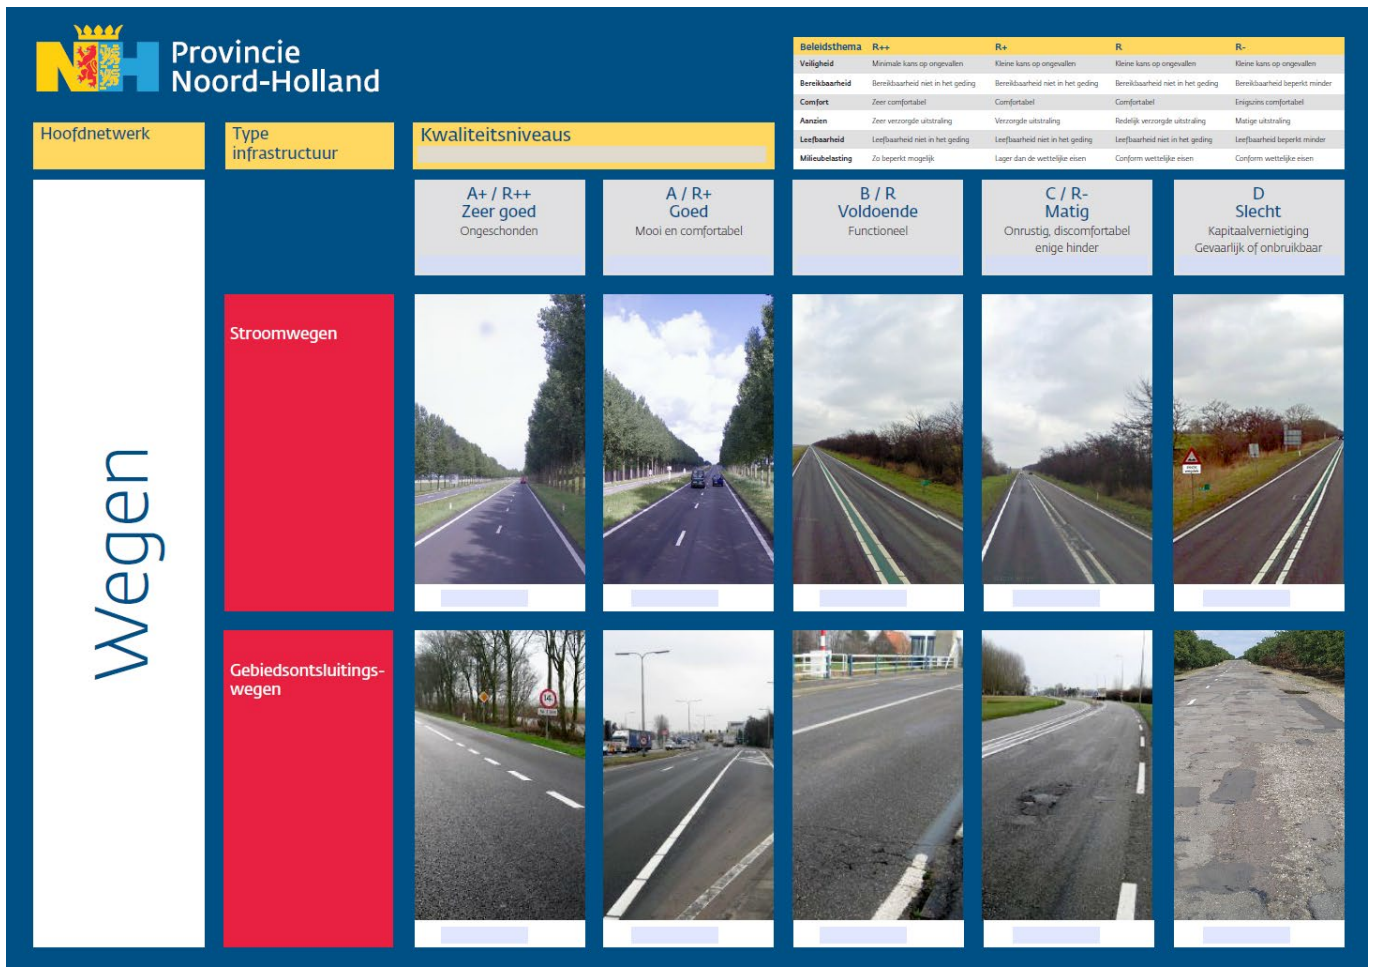 NH Provincie
Noord-Holland
Beleidsthema R++ R+ R R-
Veiligheid Minimale kans op ongevallen Kleine kans op ongevallen Kleine kans op ongevallen Kleine kans op ongevallen
Bereikbaarheid Bereikbaarheid niet in het geding Bereikbaarheid niet in het geding Bereikbaarheid niet in het geding Bereikbaarheid beperkt minder
Comfort Zeer comfortabel Comfortabel Comfortabel Enigszins comfortabel
Aanzien Zeer verzorgde uitstraling Verzorgde uitstraling Redelijk verzorgde uitstraling Matige uitstraling
Leefbaarheid Leefbaarheid niet in het geding Leefbaarheid niet in het geding Leefbaarheid niet in het geding Leefbaarheid beperkt minder
Milieubelasting Zo beperkt mogelijk Lager dan de wettelijke eisen Conform wettelijke eisen Conform wettelijke eisen
Hoofdnetwerk
Type
infrastructuur
Kwaliteitsniveaus
A+ / R++
Zeer goed
Ongeschonden
A / R+
Goed
Mooi en comfortabel
B / R
Voldoende
Functioneel
C / R-
Matig
Onrustig, discomfortabel
enige hinder
D
Slecht
Kapitaalvernietiging
Gevaarlijk of onbruikbaar
Wegen
Stroomwegen
Gebiedsontsluitings-
wegen